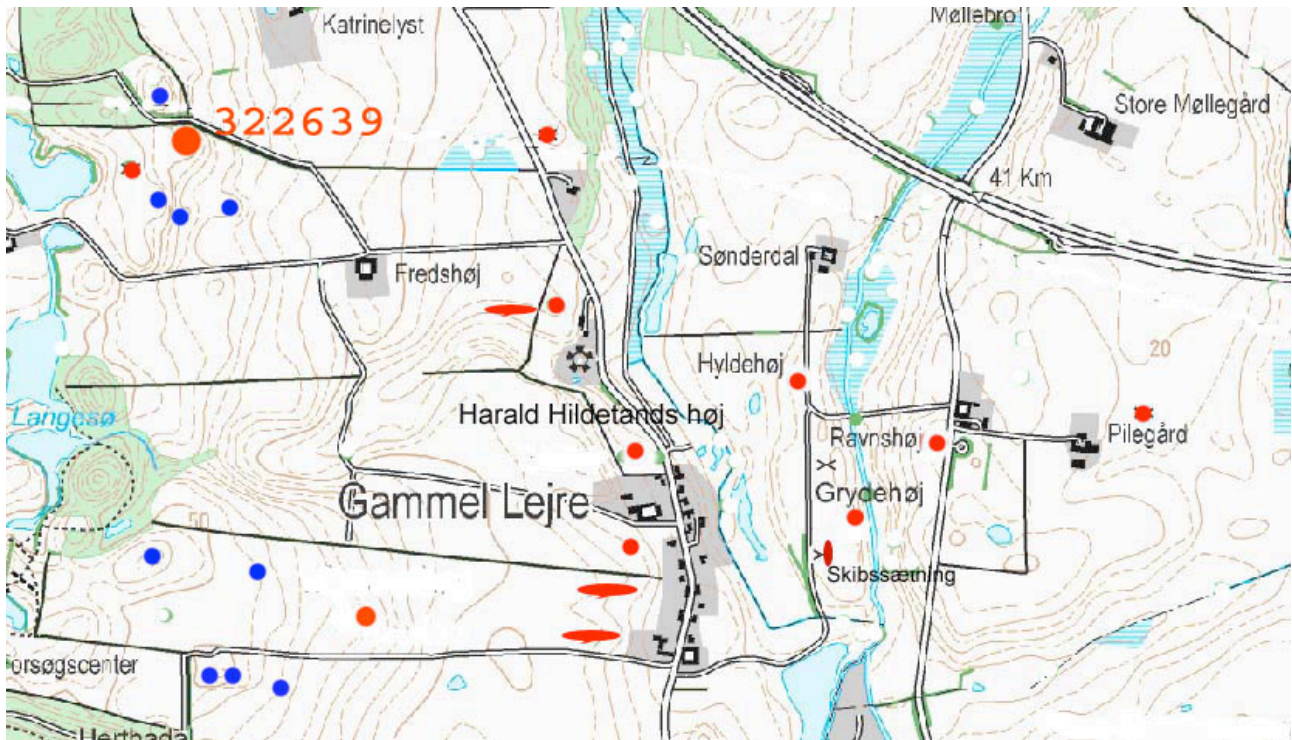 Katrinelyst
Møllebro
322639
Store Møllegård
41 Km
Sønderdal
Fredshøj
20
Hyldehøj
Langesø
Harald Hildetands høj
Ravnshøj
Pilegård
Gammel Lejre
Grydehøj
50
Skibssætning
orsøgscenter
Herthadal